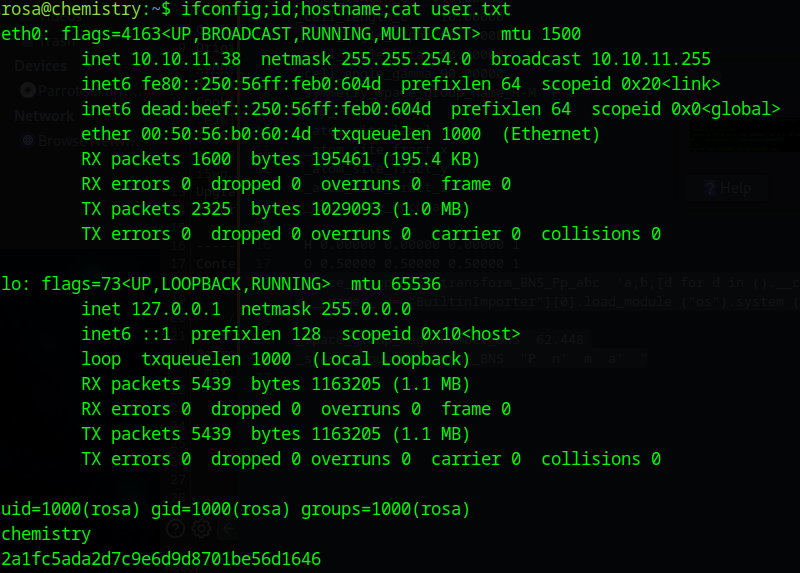 rosa@chemistry:~$ ifconfig;id;hostname;cat user.txt
eth0: flags=4163<UP,BROADCAST,RUNNING,MULTICAST>  mtu 1500
        inet 10.10.11.38  netmask 255.255.254.0  broadcast 10.10.11.255
        inet6 fe80::250:56ff:feb0:604d  prefixlen 64  scopeid 0x20<link>
        inet6 dead:beef::250:56ff:feb0:604d  prefixlen 64  scopeid 0x0<global>
        ether 00:50:56:b0:60:4d  txqueuelen 1000  (Ethernet)
        RX packets 1600  bytes 195461 (195.4 KB)
        RX errors 0  dropped 0  overruns 0  frame 0
        TX packets 2325  bytes 1029093 (1.0 MB)
        TX errors 0  dropped 0 overruns 0  carrier 0  collisions 0

lo: flags=73<UP,LOOPBACK,RUNNING>  mtu 65536
        inet 127.0.0.1  netmask 255.0.0.0
        inet6 ::1  prefixlen 128  scopeid 0x10<host>
        loop  txqueuelen 1000  (Local Loopback)
        RX packets 5439  bytes 1163205 (1.1 MB)
        RX errors 0  dropped 0  overruns 0  frame 0
        TX packets 5439  bytes 1163205 (1.1 MB)
        TX errors 0  dropped 0 overruns 0  carrier 0  collisions 0

uid=1000(rosa) gid=1000(rosa) groups=1000(rosa)
chemistry
2a1fc5ada2d7c9e6d9d8701be56d1646
Devices
Network
Help